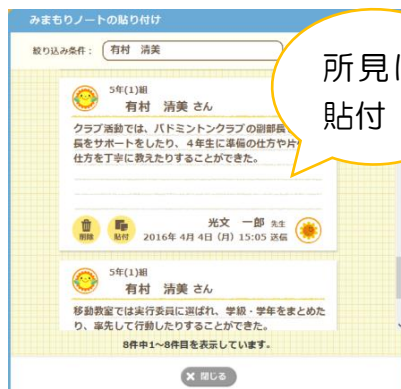 みまもりノートの貼り付け
絞り込み条件： 有村 清美
所見に
貼付
5年(1)組
有村 清美 さん
クラブ活動では、バドミントンクラブの副部長
長をサポートをしたり、４年生に準備の仕方や片
仕方を丁寧に教えたりすることができた。
光文 一郎 先生
削除 貼付 2016年 4月 4日（月）15:05 送信
5年(1)組
有村 清美 さん
移動教室では実行委員に選ばれ、学級・学年をまとめた
り、率先して行動したりすることができた。
8件中1～8件目を表示しています。
閉じる